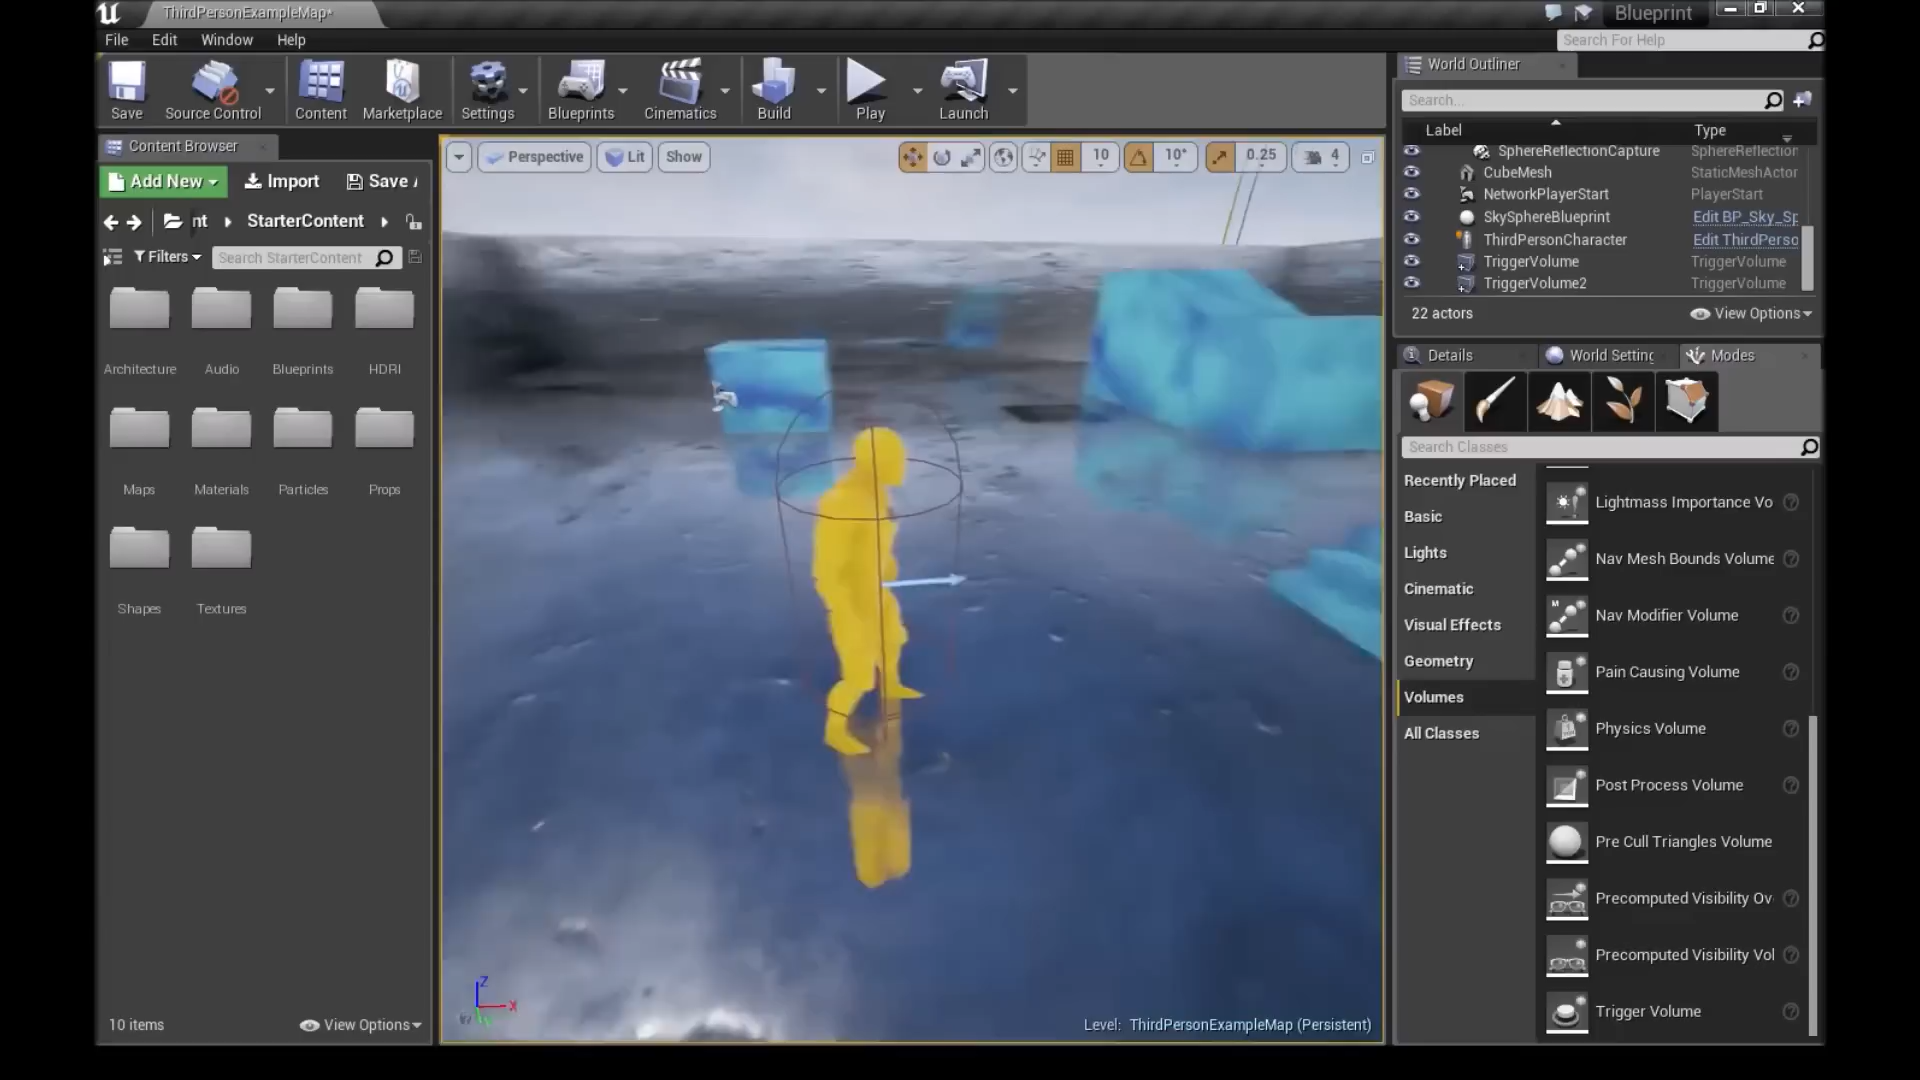 ThirdPersonExampleMap*
Blueprint
File Edit Window Help
Search For Help
Save Source Control Content Marketplace Settings Blueprints Cinematics Build Play Launch
World Outliner
Search...
Label Type
SphereReflectionCapture SphereReflection
CubeMesh StaticMeshActor
NetworkPlayerStart PlayerStart
SkySphereBlueprint Edit BP_Sky_Sp
ThirdPersonCharacter Edit ThirdPerso
TriggerVolume TriggerVolume
TriggerVolume2 TriggerVolume
22 actors View Options
Content Browser
Add New Import Save
nt StarterContent
Filters Search StarterContent
Architecture Audio Blueprints HDRI
Maps Materials Particles Props
Shapes Textures
10 items View Options
Perspective Lit Show 10 10° 0.25 4
Z
X
Level: ThirdPersonExampleMap (Persistent)
Details World Setting Modes
Search Classes
Recently Placed
Basic
Lights
Cinematic
Visual Effects
Geometry
Volumes
All Classes
Lightmass Importance Vo
Nav Mesh Bounds Volume
Nav Modifier Volume
Pain Causing Volume
Physics Volume
Post Process Volume
Pre Cull Triangles Volume
Precomputed Visibility Ov
Precomputed Visibility Vol
Trigger Volume